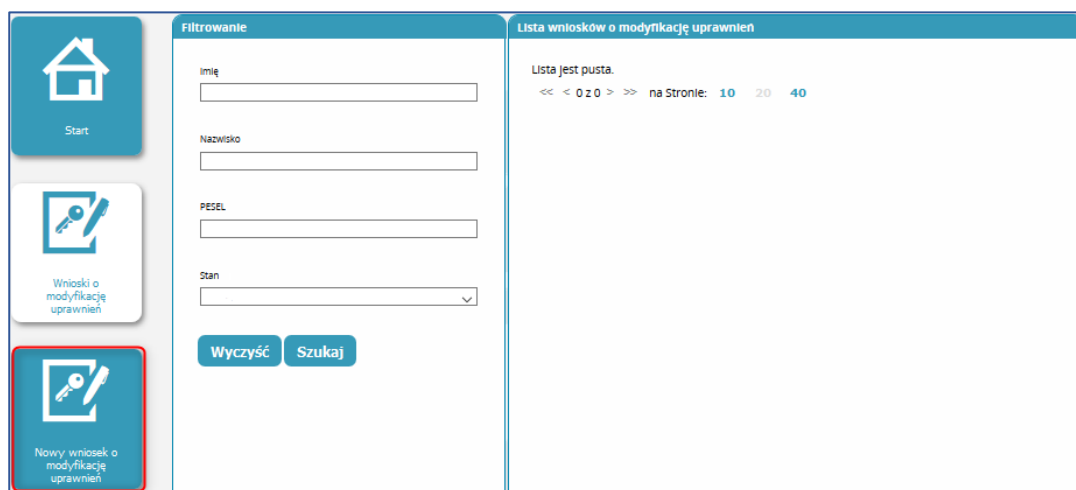 Start
Wnioski o
modyfikację
uprawnień
Nowy wniosek o
modyfikację
uprawnień
Filtrowanie
Imię
Nazwisko
PESEL
Stan
Wyczyść Szukaj
Lista wniosków o modyfikację uprawnień
Lista jest pusta.
<< < 0 z 0 > >> na Stronie: 10 20 40